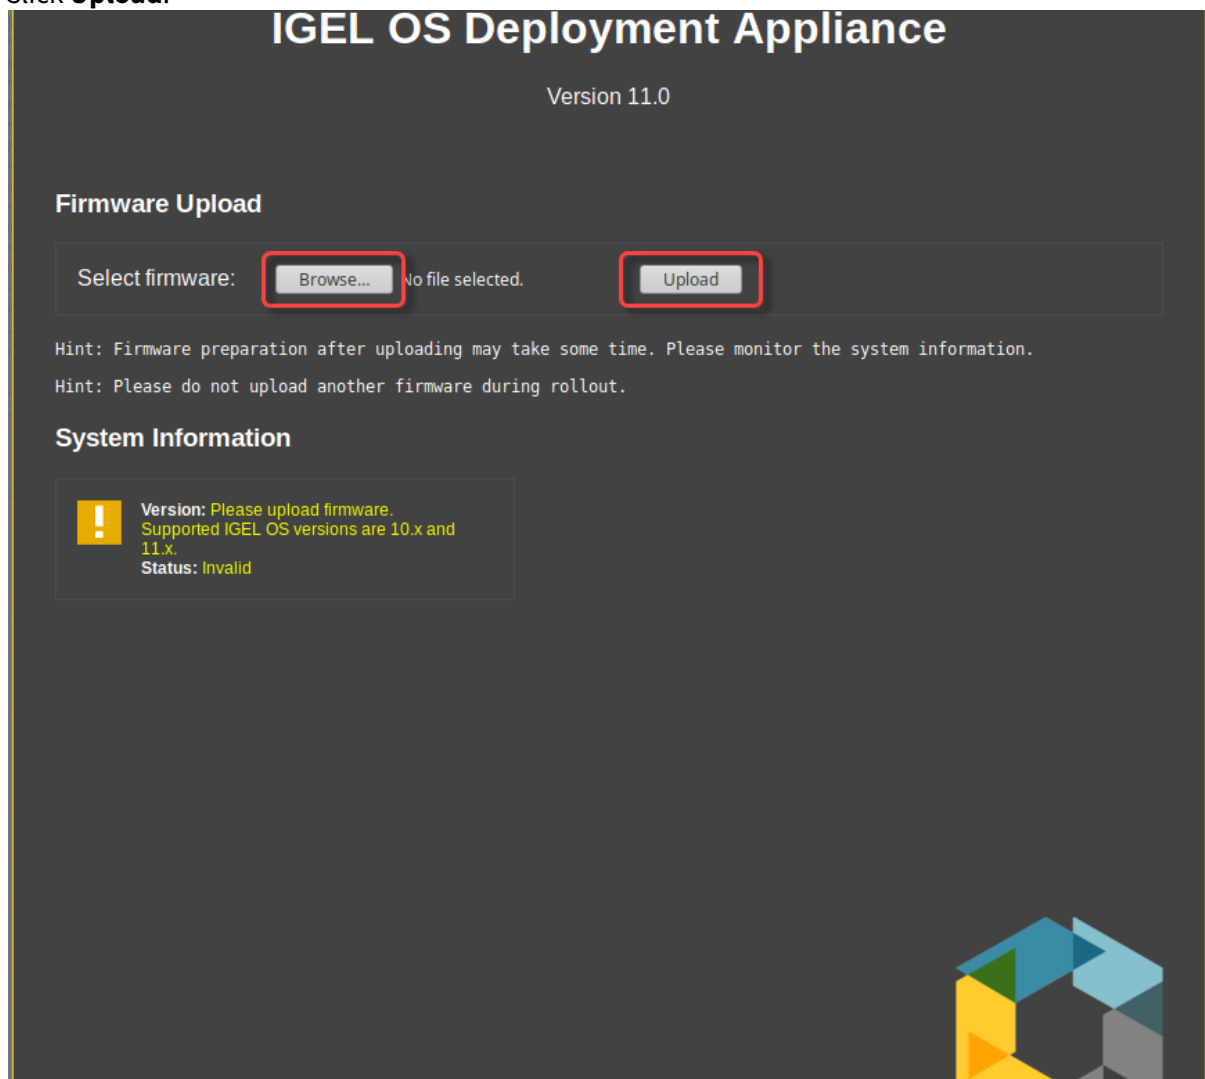 Click Upload.
IGEL OS Deployment Appliance
Version 11.0
Firmware Upload
Select firmware: Browse... No file selected. Upload
Hint: Firmware preparation after uploading may take some time. Please monitor the system information.
Hint: Please do not upload another firmware during rollout.
System Information
Version: Please upload firmware.
Supported IGEL OS versions are 10.x and
11.x.
Status: Invalid